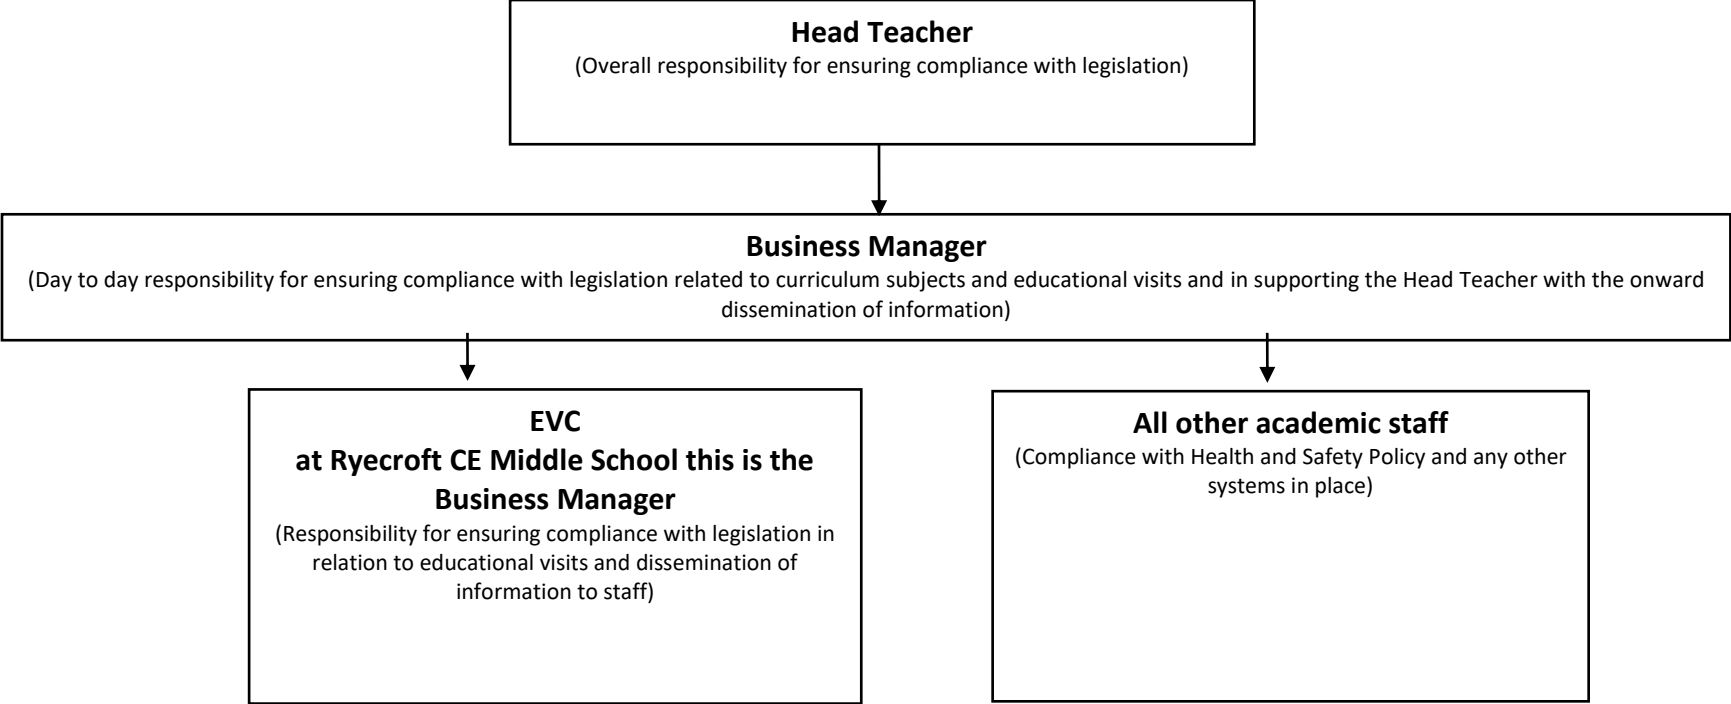 Head Teacher
(Overall responsibility for ensuring compliance with legislation)
Business Manager
(Day to day responsibility for ensuring compliance with legislation related to curriculum subjects and educational visits and in supporting the Head Teacher with the onward
dissemination of information)
EVC
at Ryecroft CE Middle School this is the
Business Manager
(Responsibility for ensuring compliance with legislation in
relation to educational visits and dissemination of
information to staff)
All other academic staff
(Compliance with Health and Safety Policy and any other
systems in place)